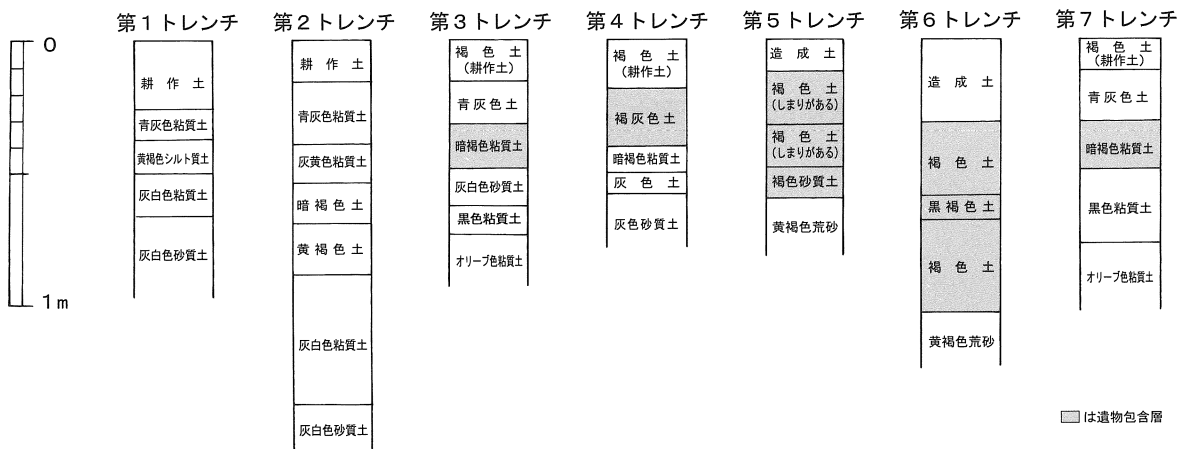 第1トレンチ
第2トレンチ
第3トレンチ
第4トレンチ
第5トレンチ
第6トレンチ
第7トレンチ
0
1m
耕作土
青灰色粘質土
黄褐色シルト質土
灰白色粘質土
灰白色砂質土
耕作土
青灰色粘質土
灰黄色粘質土
暗褐色土
黄褐色土
灰白色粘質土
灰白色砂質土
褐色土
(耕作土)
青灰色土
暗褐色粘質土
灰白色砂質土
黒色粘質土
オリーブ色粘質土
褐色土
(耕作土)
褐灰色土
暗褐色粘質土
灰色土
灰色砂質土
造成土
褐色土
(しまりがある)
褐色土
(しまりがある)
褐色砂質土
黄褐色荒砂
造成土
褐色土
黒褐色土
褐色土
黄褐色荒砂
褐色土
(耕作土)
青灰色土
暗褐色粘質土
黒色粘質土
オリーブ色粘質土
は遺物包含層